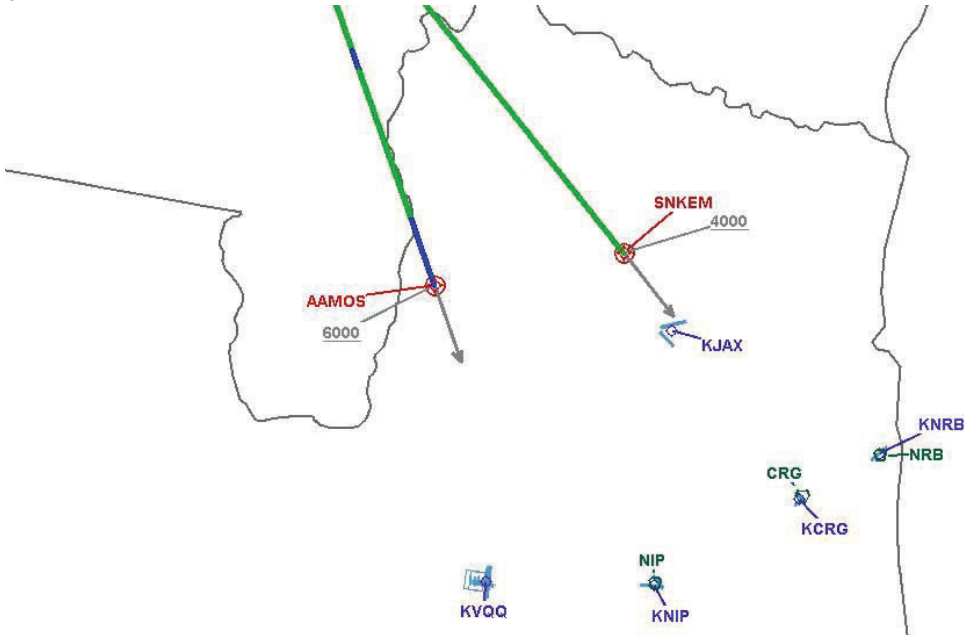 SNKEM
4000
AAMOS
6000
KJAX
KNRB
NRB
CRG
KCRG
NIP
KVQQ
KNIP